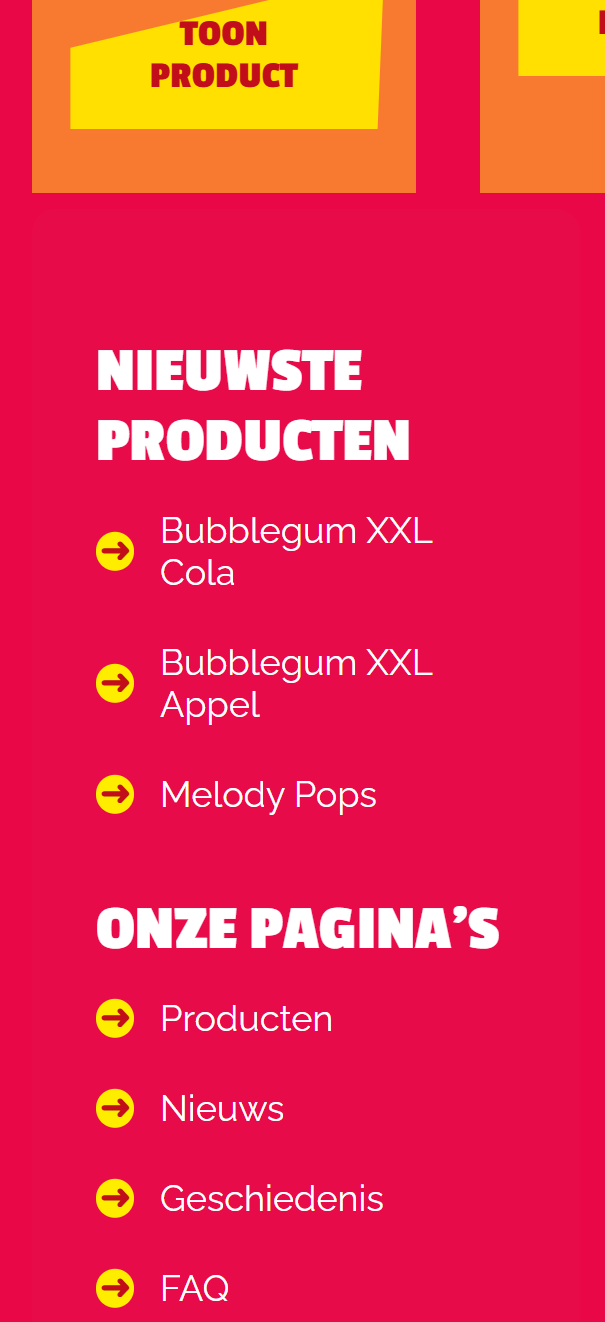 TOON
PRODUCT
NIEUWSTE
PRODUCTEN
Bubblegum XXL
Cola
Bubblegum XXL
Appel
Melody Pops
ONZE PAGINA’S
Producten
Nieuws
Geschiedenis
FAQ